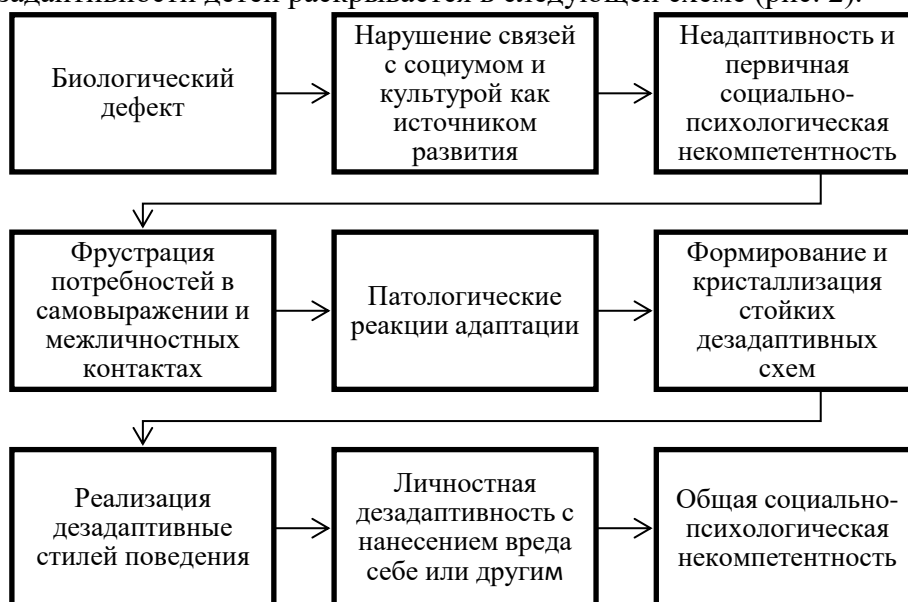 задаптивности детей раскрывается в следующей схеме (рис. 2).
Биологический
дефект
Нарушение связей
с социумом и
культурой как
источником
развития
Неадаптивность и
первичная
социально-
психологическая
некомпетентность
Фрустрация
потребностей в
самовыражении и
межличностных
контактах
Патологические
реакции адаптации
Формирование и
кристаллизация
стойких
дезадаптивных
схем
Реализация
дезадаптивные
стилей поведения
Личностная
дезадаптивность с
нанесением вреда
себе или другим
Общая социально-
психологическая
некомпетентность